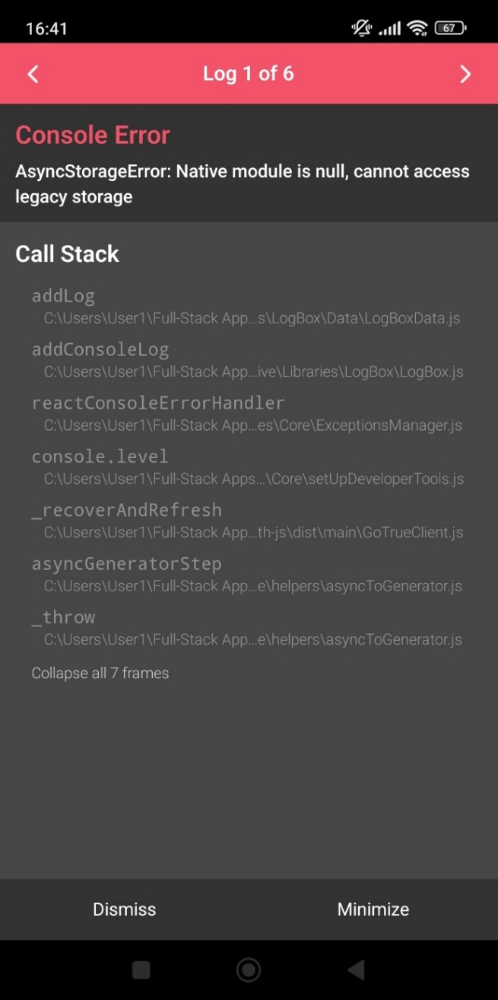 16:41
67
Log 1 of 6
Console Error
AsyncStorageError: Native module is null, cannot access
legacy storage
Call Stack
addLog
C:\Users\User1\Full-Stack App...s\LogBox\Data\LogBoxData.js
addConsoleLog
C:\Users\User1\Full-Stack App...ive\Libraries\LogBox\LogBox.js
reactConsoleErrorHandler
C:\Users\User1\Full-Stack App...es\Core\ExceptionsManager.js
console.level
C:\Users\User1\Full-Stack Apps...\Core\setUpDeveloperTools.js
_recoverAndRefresh
C:\Users\User1\Full-Stack App...th-js\dist\main\GoTrueClient.js
asyncGeneratorStep
C:\Users\User1\Full-Stack App...e\helpers\asyncToGenerator.js
_throw
C:\Users\User1\Full-Stack App...e\helpers\asyncToGenerator.js
Collapse all 7 frames
Dismiss
Minimize